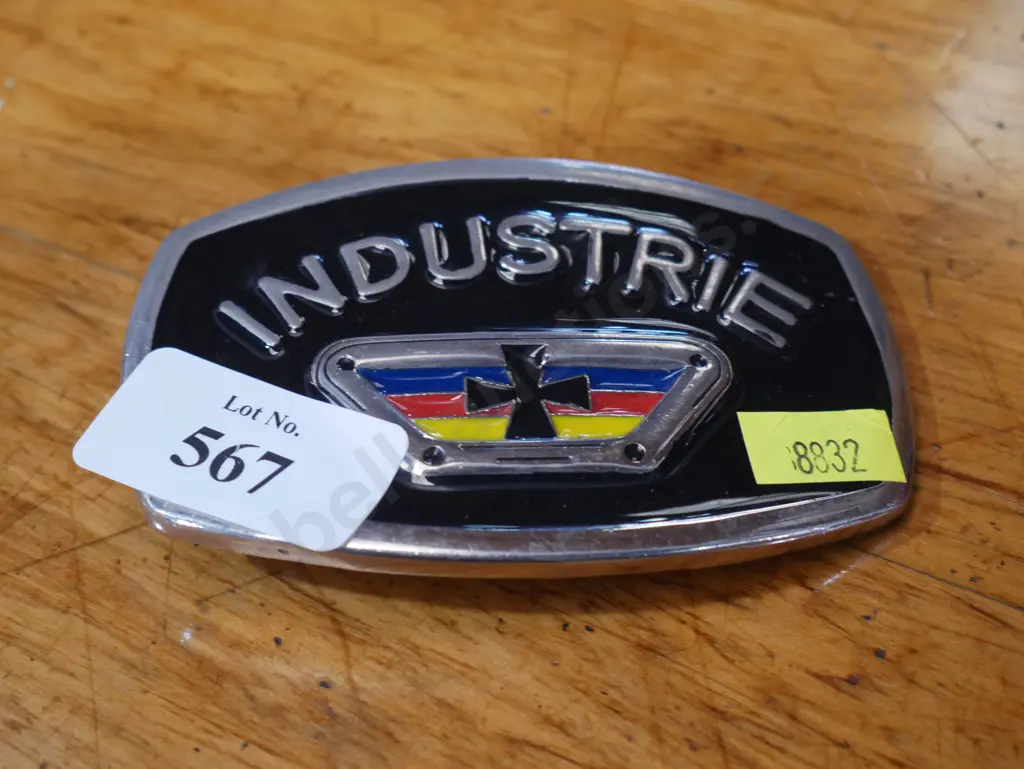 INDUSTRIE
Lot No.
567
8832